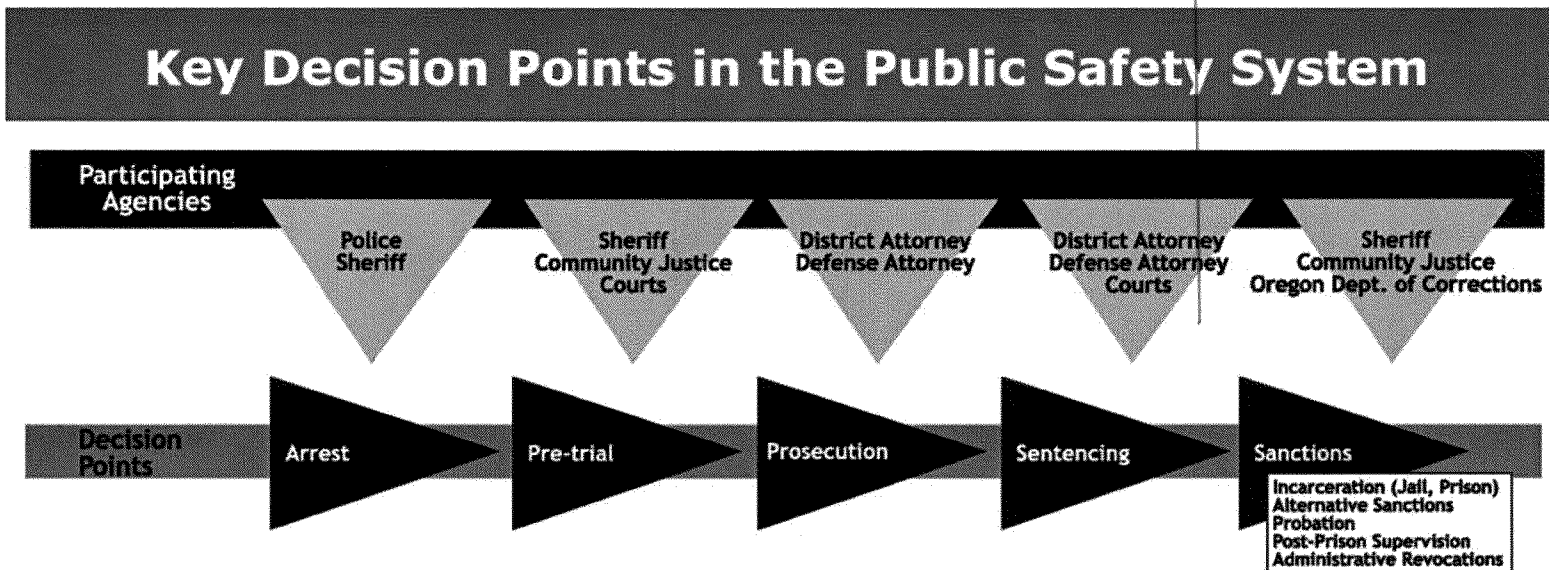 Key Decision Points in the Public Safety System
Participating
Agencies
Police
Sheriff
Sheriff
Community Justice
Courts
District Attorney
Defense Attorney
District Attorney
Defense Attorney
Courts
Sheriff
Community Justice
Oregon Dept. of Corrections
Decision
Points
Arrest
Pre-trial
Prosecution
Sentencing
Sanctions
Incarceration (Jail, Prison)
Alternative Sanctions
Probation
Post-Prison Supervision
Administrative Revocations